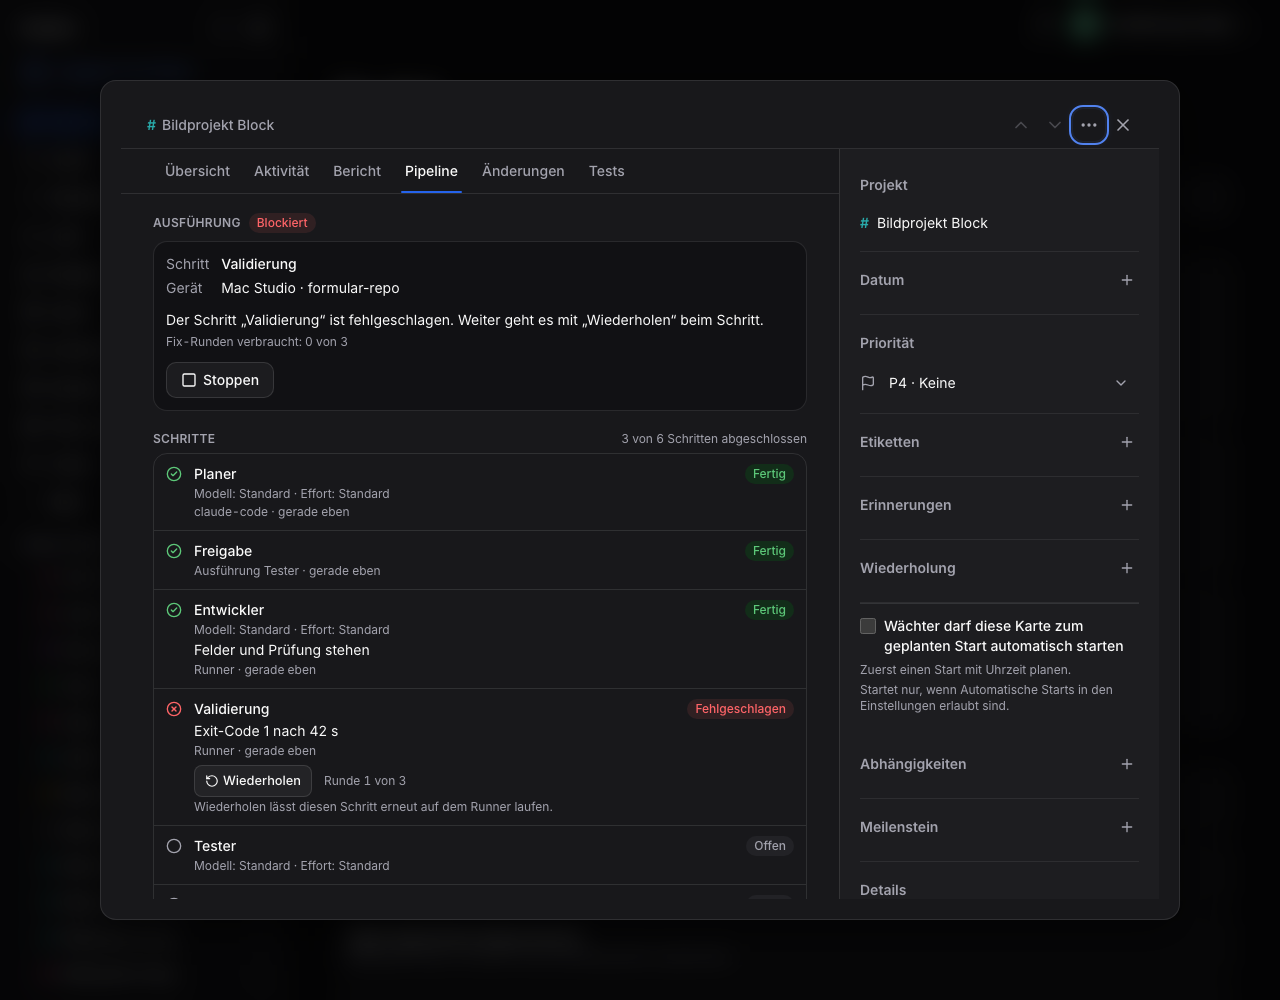 # Bildprojekt Block
Übersicht Aktivität Bericht Pipeline Änderungen Tests
AUSFÜHRUNG Blockiert
Schritt Validierung
Gerät Mac Studio · formular-repo
Der Schritt „Validierung“ ist fehlgeschlagen. Weiter geht es mit „Wiederholen“ beim Schritt.
Fix-Runden verbraucht: 0 von 3
Stoppen
SCHRITTE 3 von 6 Schritten abgeschlossen
Planer Fertig
Modell: Standard · Effort: Standard
claude-code · gerade eben
Freigabe Fertig
Ausführung Tester · gerade eben
Entwickler Fertig
Modell: Standard · Effort: Standard
Felder und Prüfung stehen
Runner · gerade eben
Validierung Fehlgeschlagen
Exit-Code 1 nach 42 s
Runner · gerade eben
Wiederholen Runde 1 von 3
Wiederholen lässt diesen Schritt erneut auf dem Runner laufen.
Tester Offen
Modell: Standard · Effort: Standard
Projekt
# Bildprojekt Block
Datum
Priorität
P4 · Keine
Etiketten
Erinnerungen
Wiederholung
Wächter darf diese Karte zum
geplanten Start automatisch starten
Zuerst einen Start mit Uhrzeit planen.
Startet nur, wenn Automatische Starts in den
Einstellungen erlaubt sind.
Abhängigkeiten
Meilenstein
Details